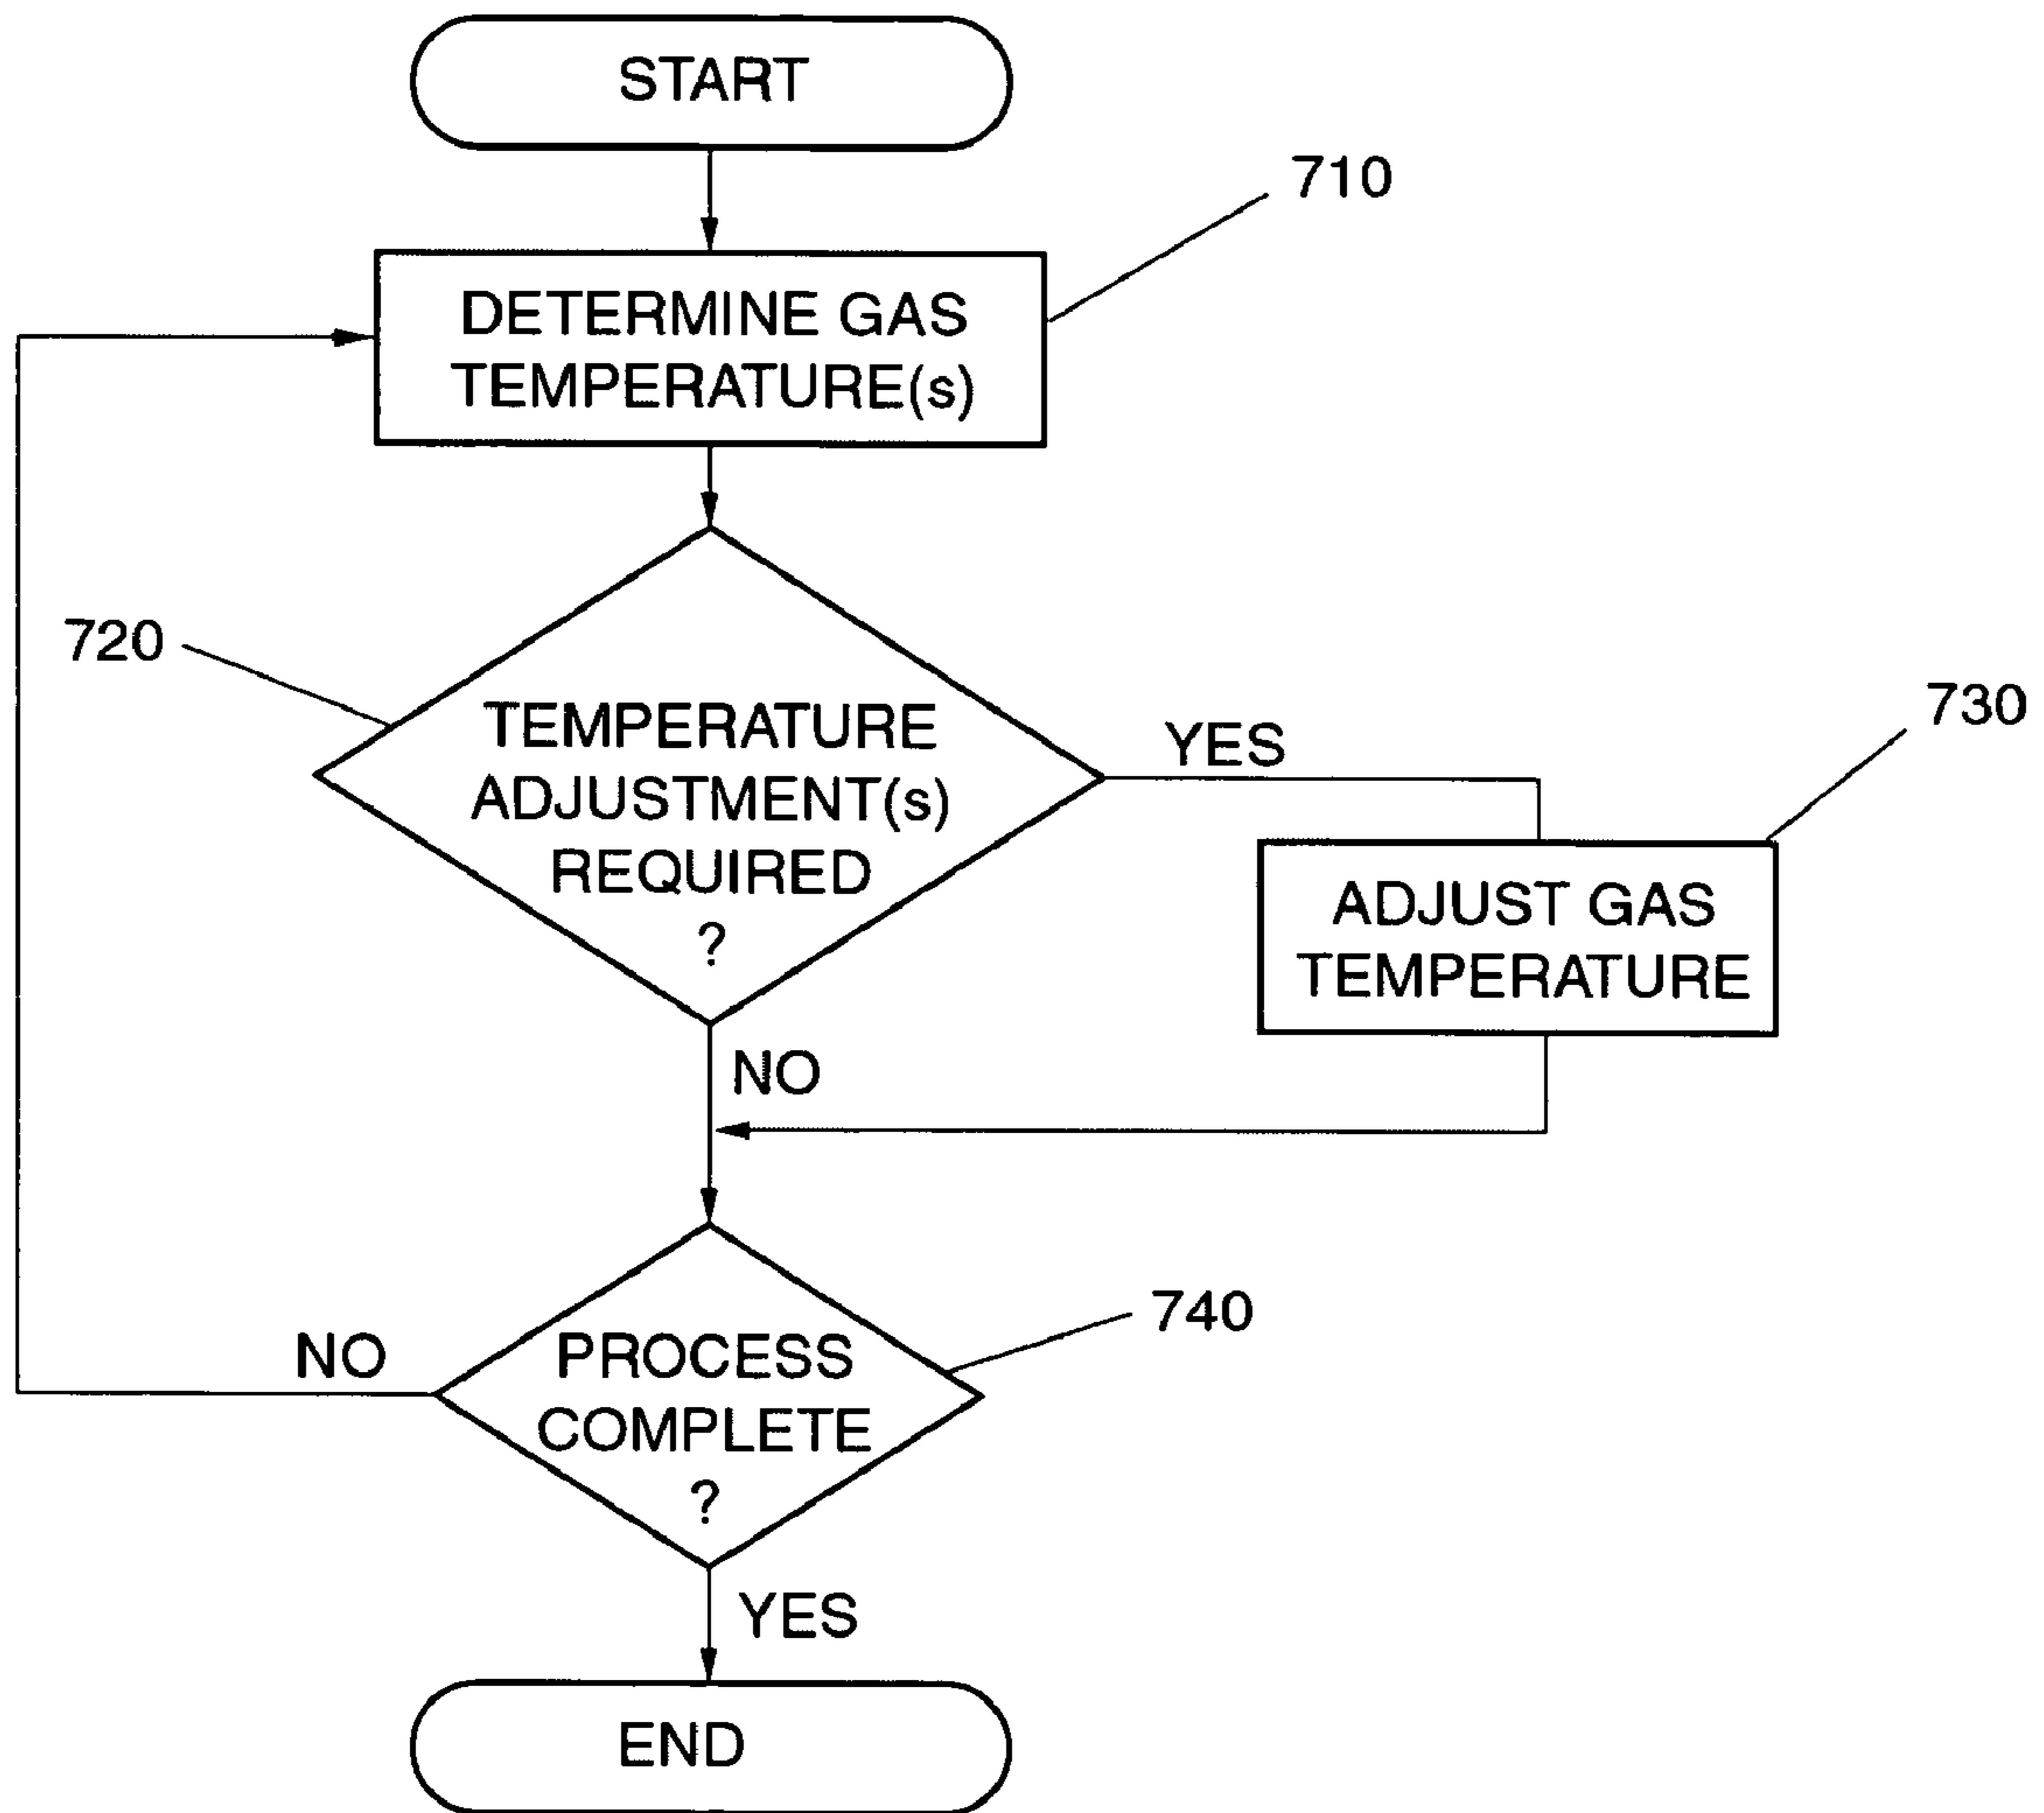 START
710
DETERMINE GAS
TEMPERATURE(s)
720
TEMPERATURE
ADJUSTMENT(s)
REQUIRED
?
YES
730
ADJUST GAS
TEMPERATURE
NO
740
NO
PROCESS
COMPLETE
?
YES
END